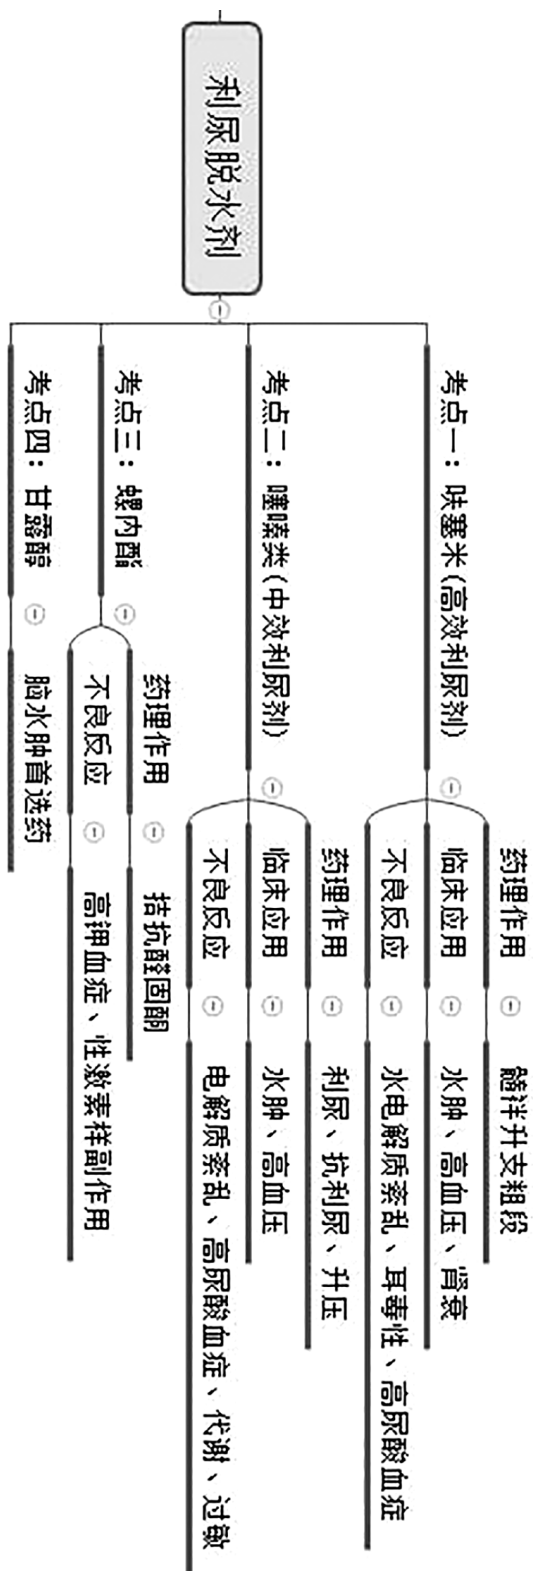 利尿脱水剂
考点一：呋塞米(高效利尿剂)
药理作用
髓袢升支粗段
临床应用
水肿、高血压、肾衰
不良反应
水电解质紊乱、耳毒性、高尿酸血症
考点二：噻嗪类(中效利尿剂)
药理作用
利尿、抗利尿、升压
临床应用
水肿、高血压
不良反应
电解质紊乱、高尿酸血症、代谢、过敏
考点三：螺内酯
药理作用
拮抗醛固酮
不良反应
高钾血症、性激素样副作用
考点四：甘露醇
脑水肿首选药